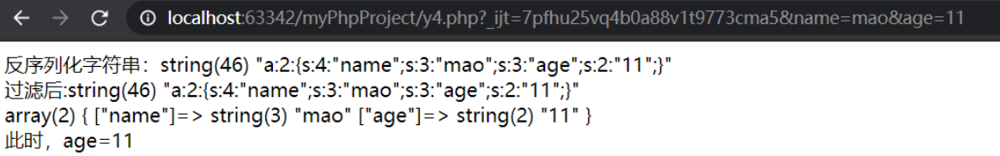 localhost:63342/myPhpProject/y4.php?_ijt=7pfhu25vq4b0a88v1t9773cma5&name=mao&age=11
反序列化字符串：string(46) "a:2:{s:4:"name";s:3:"mao";s:3:"age";s:2:"11";}"
过滤后:string(46) "a:2:{s:4:"name";s:3:"mao";s:3:"age";s:2:"11";}"
array(2) { ["name"]=> string(3) "mao" ["age"]=> string(2) "11" }
此时，age=11